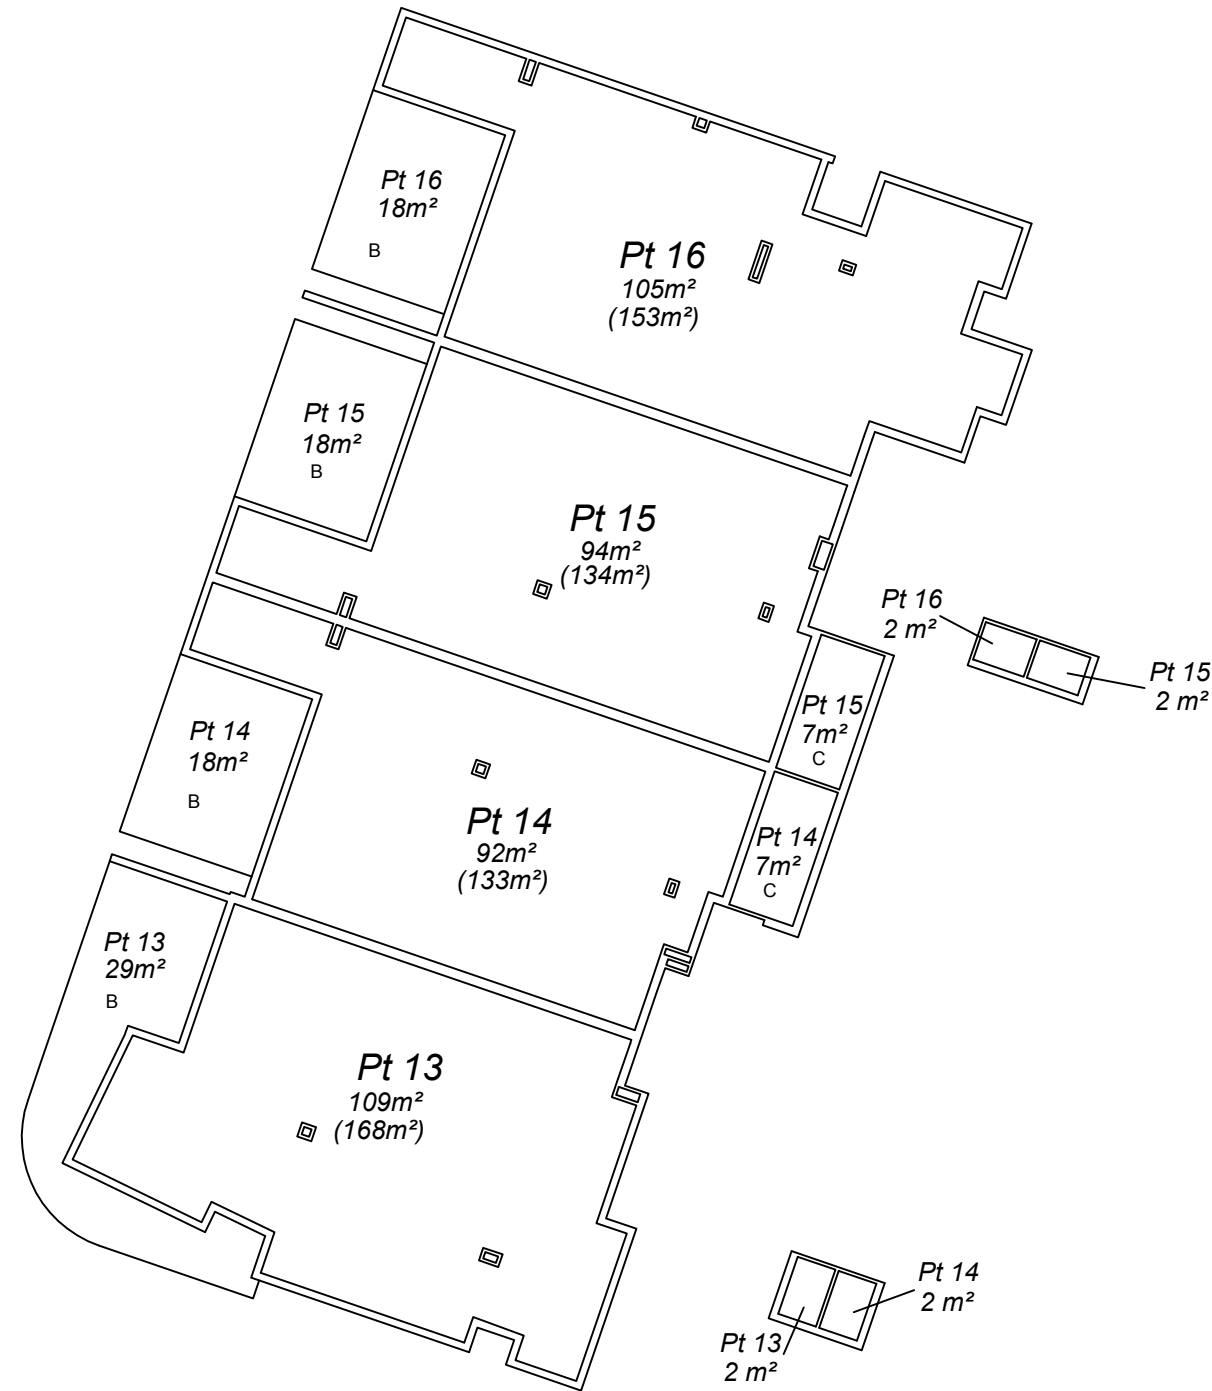 Pt 16
18m²
B
Pt 16
105m²
(153m²)
Pt 15
18m²
B
Pt 15
94m²
(134m²)
Pt 16
2 m²
Pt 15
2 m²
Pt 15
7m²
C
Pt 14
18m²
B
Pt 14
92m²
(133m²)
Pt 14
7m²
C
Pt 13
29m²
B
Pt 13
109m²
(168m²)
Pt 14
2 m²
Pt 13
2 m²